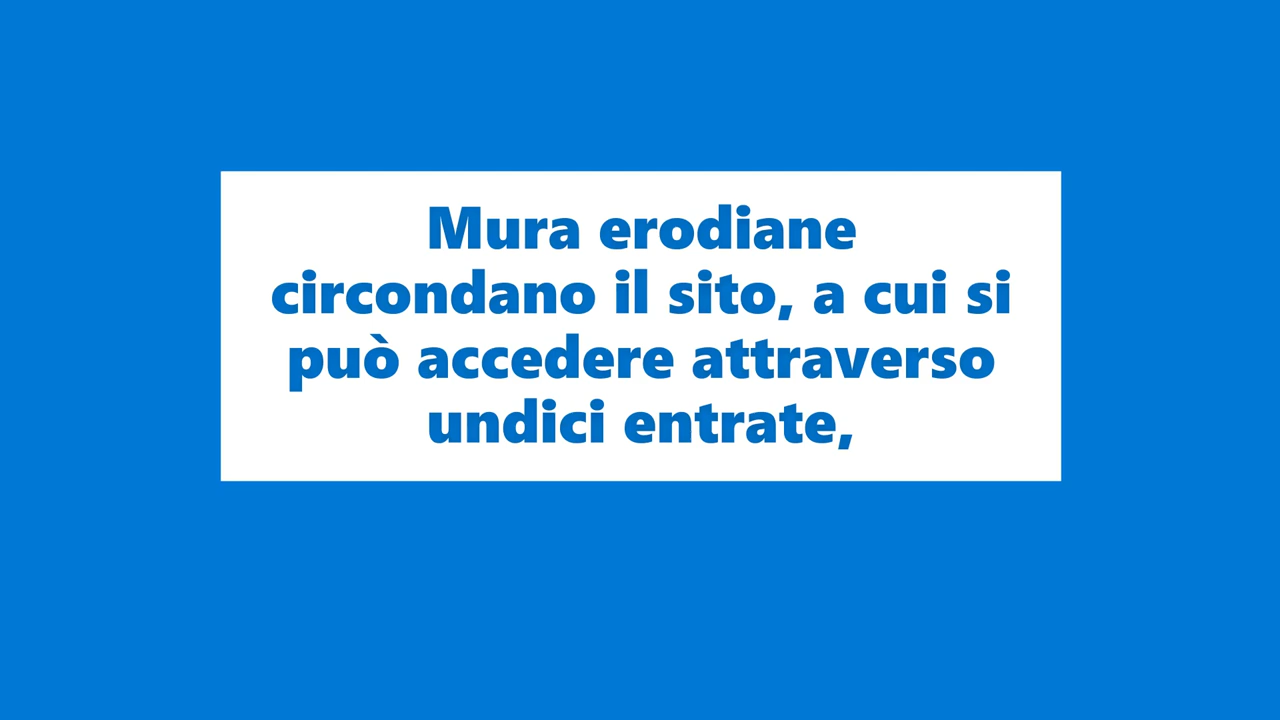 Mura erodiane
circondano il sito, a cui si
può accedere attraverso
undici entrate,